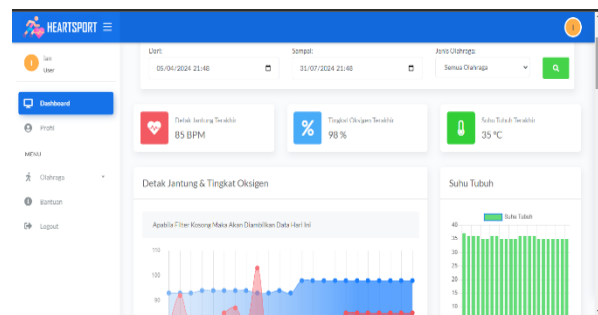 HEARTSPORT
Ian
User
Dashboard
Profil
MENU
Olahraga
Bantuan
Logout
Dari:
Sampai:
Jenis Olahraga:
05/04/2024 21:48
31/07/2024 21:48
Semua Olahraga
Detak Jantung Terakhir
85 BPM
Tingkat Oksigen Terakhir
98 %
Suhu Tubuh Terakhir
35 °C
Detak Jantung & Tingkat Oksigen
Apabila Filter Kosong Maka Akan Diambilkan Data Hari Ini
110
100
90
Suhu Tubuh
Suhu Tubuh
40
35
30
25
20
15
10